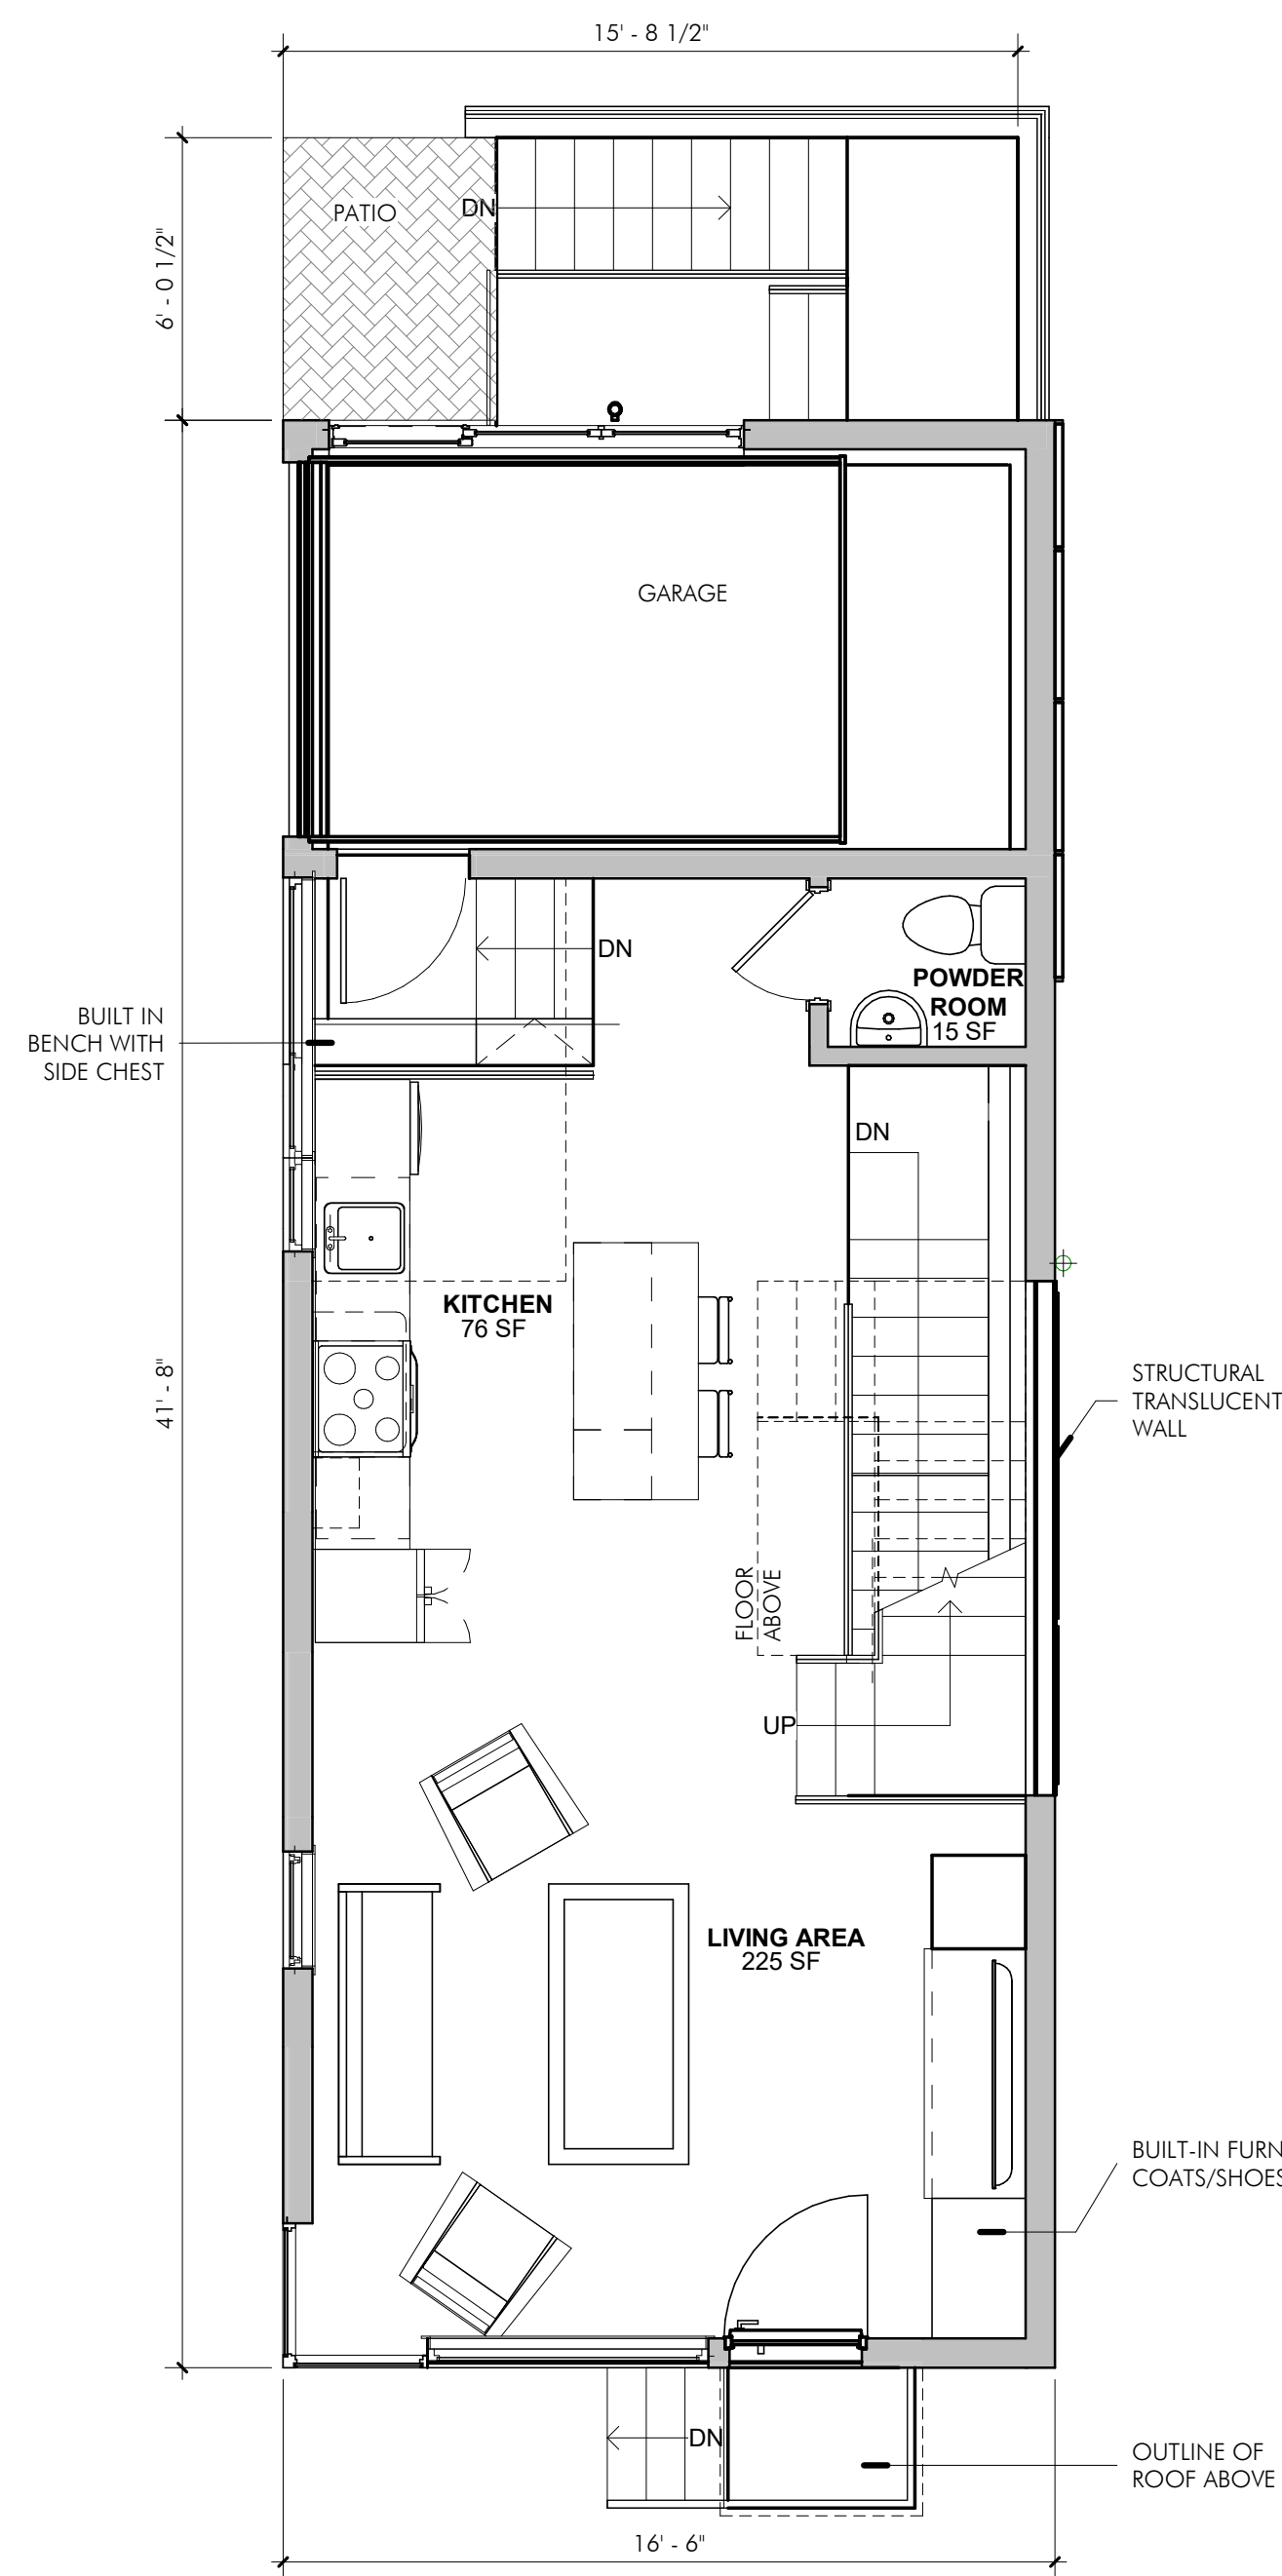 15' - 8 1/2"
PATIO
DN
6' - 0 1/2"
GARAGE
DN
POWDER
ROOM
15 SF
BUILT IN
BENCH WITH
SIDE CHEST
DN
KITCHEN
76 SF
41' - 8"
STRUCTURAL
TRANSLUCENT
WALL
FLOOR
ABOVE
UP
LIVING AREA
225 SF
BUILT-IN FURN
COATS/SHOES
DN
OUTLINE OF
ROOF ABOVE
16' - 6"